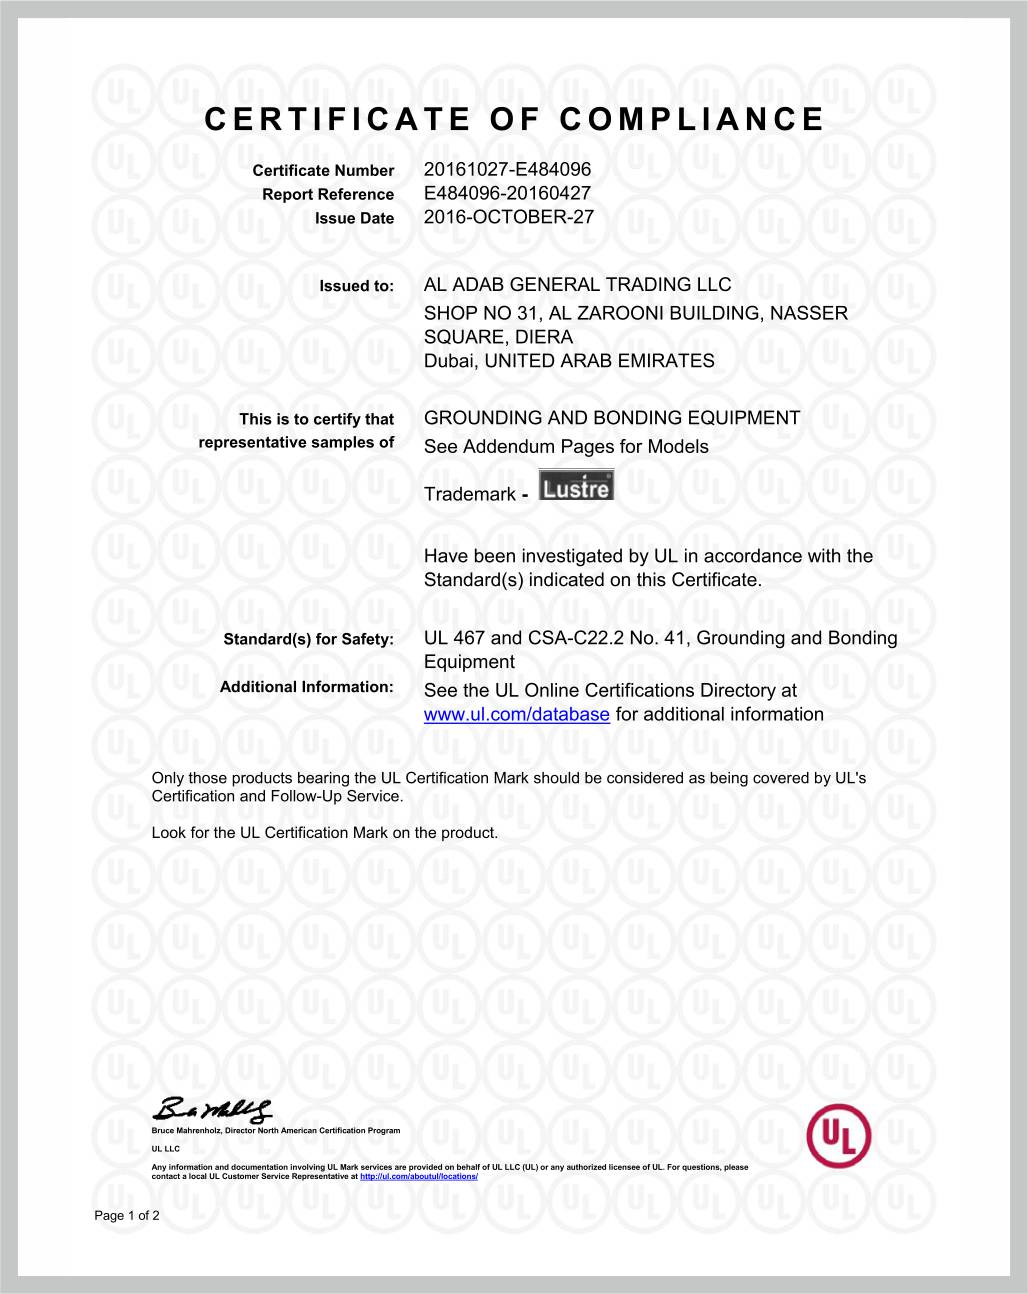 CERTIFICATE OF COMPLIANCE
Certificate Number 20161027-E484096
Report Reference E484096-20160427
Issue Date 2016-OCTOBER-27
Issued to: AL ADAB GENERAL TRADING LLC
SHOP NO 31, AL ZAROONI BUILDING, NASSER
SQUARE, DIERA
Dubai, UNITED ARAB EMIRATES
This is to certify that GROUNDING AND BONDING EQUIPMENT
representative samples of See Addendum Pages for Models
Trademark - Lustre
Have been investigated by UL in accordance with the
Standard(s) indicated on this Certificate.
Standard(s) for Safety: UL 467 and CSA-C22.2 No. 41, Grounding and Bonding
Equipment
Additional Information: See the UL Online Certifications Directory at
www.ul.com/database for additional information
Only those products bearing the UL Certification Mark should be considered as being covered by UL's
Certification and Follow-Up Service.
Look for the UL Certification Mark on the product.
Bruce Mahrenholz, Director North American Certification Program
UL LLC
Any information and documentation involving UL Mark services are provided on behalf of UL LLC (UL) or any authorized licensee of UL. For questions, please
contact a local UL Customer Service Representative at http://ul.com/aboutul/locations/
UL
Page 1 of 2